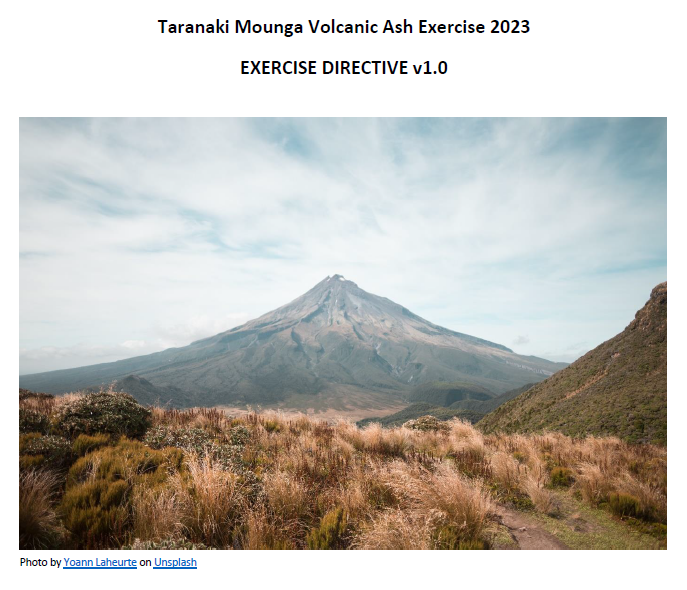 Taranaki Mounga Volcanic Ash Exercise 2023
EXERCISE DIRECTIVE v1.0
Photo by Yoann Laheurte on Unsplash